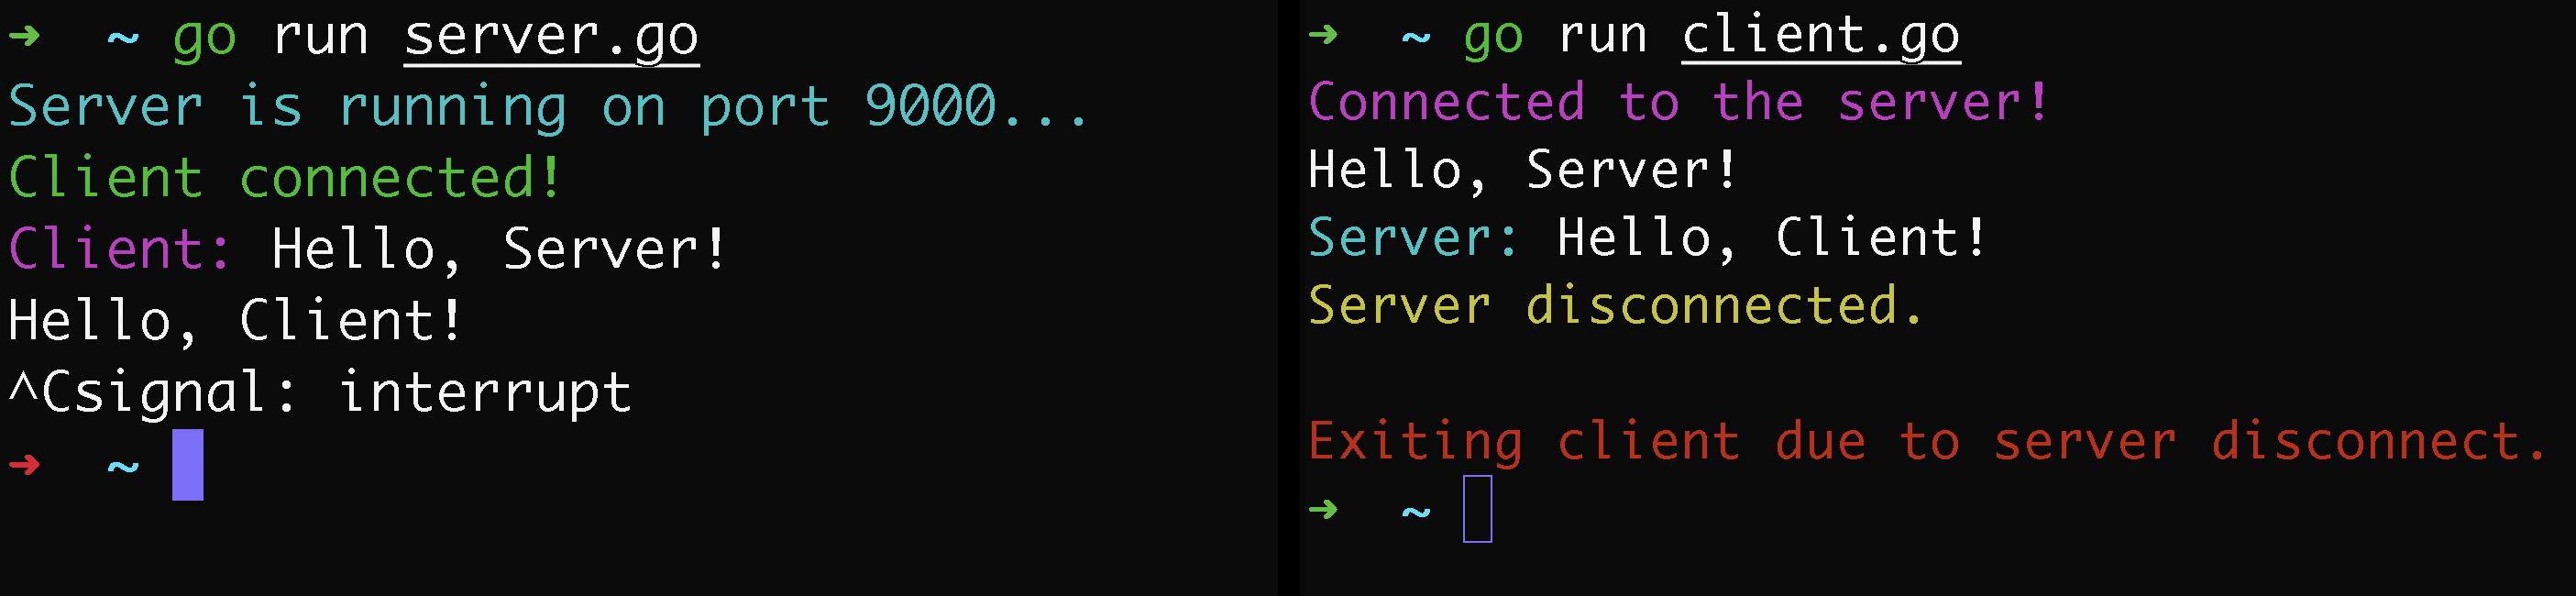 ➜  ~ go run server.go
Server is running on port 9000...
Client connected!
Client: Hello, Server!
Hello, Client!
^Csignal: interrupt
➜  ~
➜  ~ go run client.go
Connected to the server!
Hello, Server!
Server: Hello, Client!
Server disconnected.
Exiting client due to server disconnect.
➜  ~